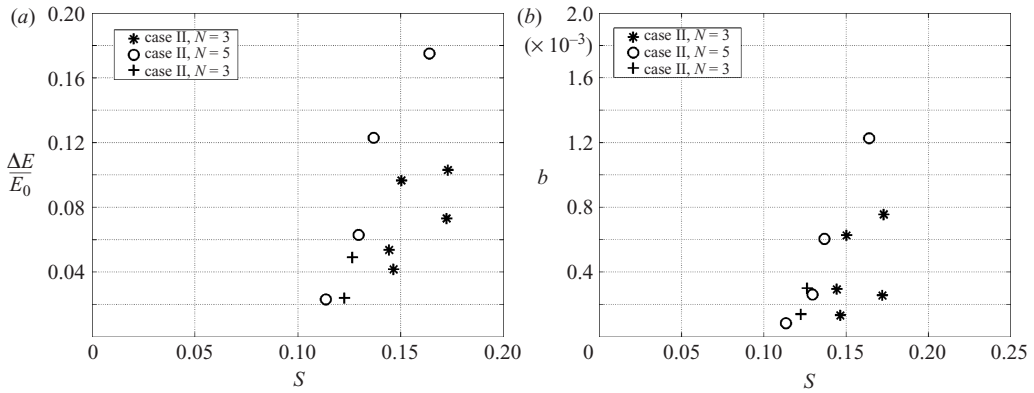 (a)
0.20
case II, N = 3
case II, N = 5
case II, N = 3
0.16
0.12
ΔE
E0
0.08
0.04
0 0.05 0.10 0.15 0.20
S
(b)
2.0
(× 10–3)
case II, N = 3
case II, N = 5
case II, N = 3
1.6
1.2
b
0.8
0.4
0 0.05 0.10 0.15 0.20 0.25
S